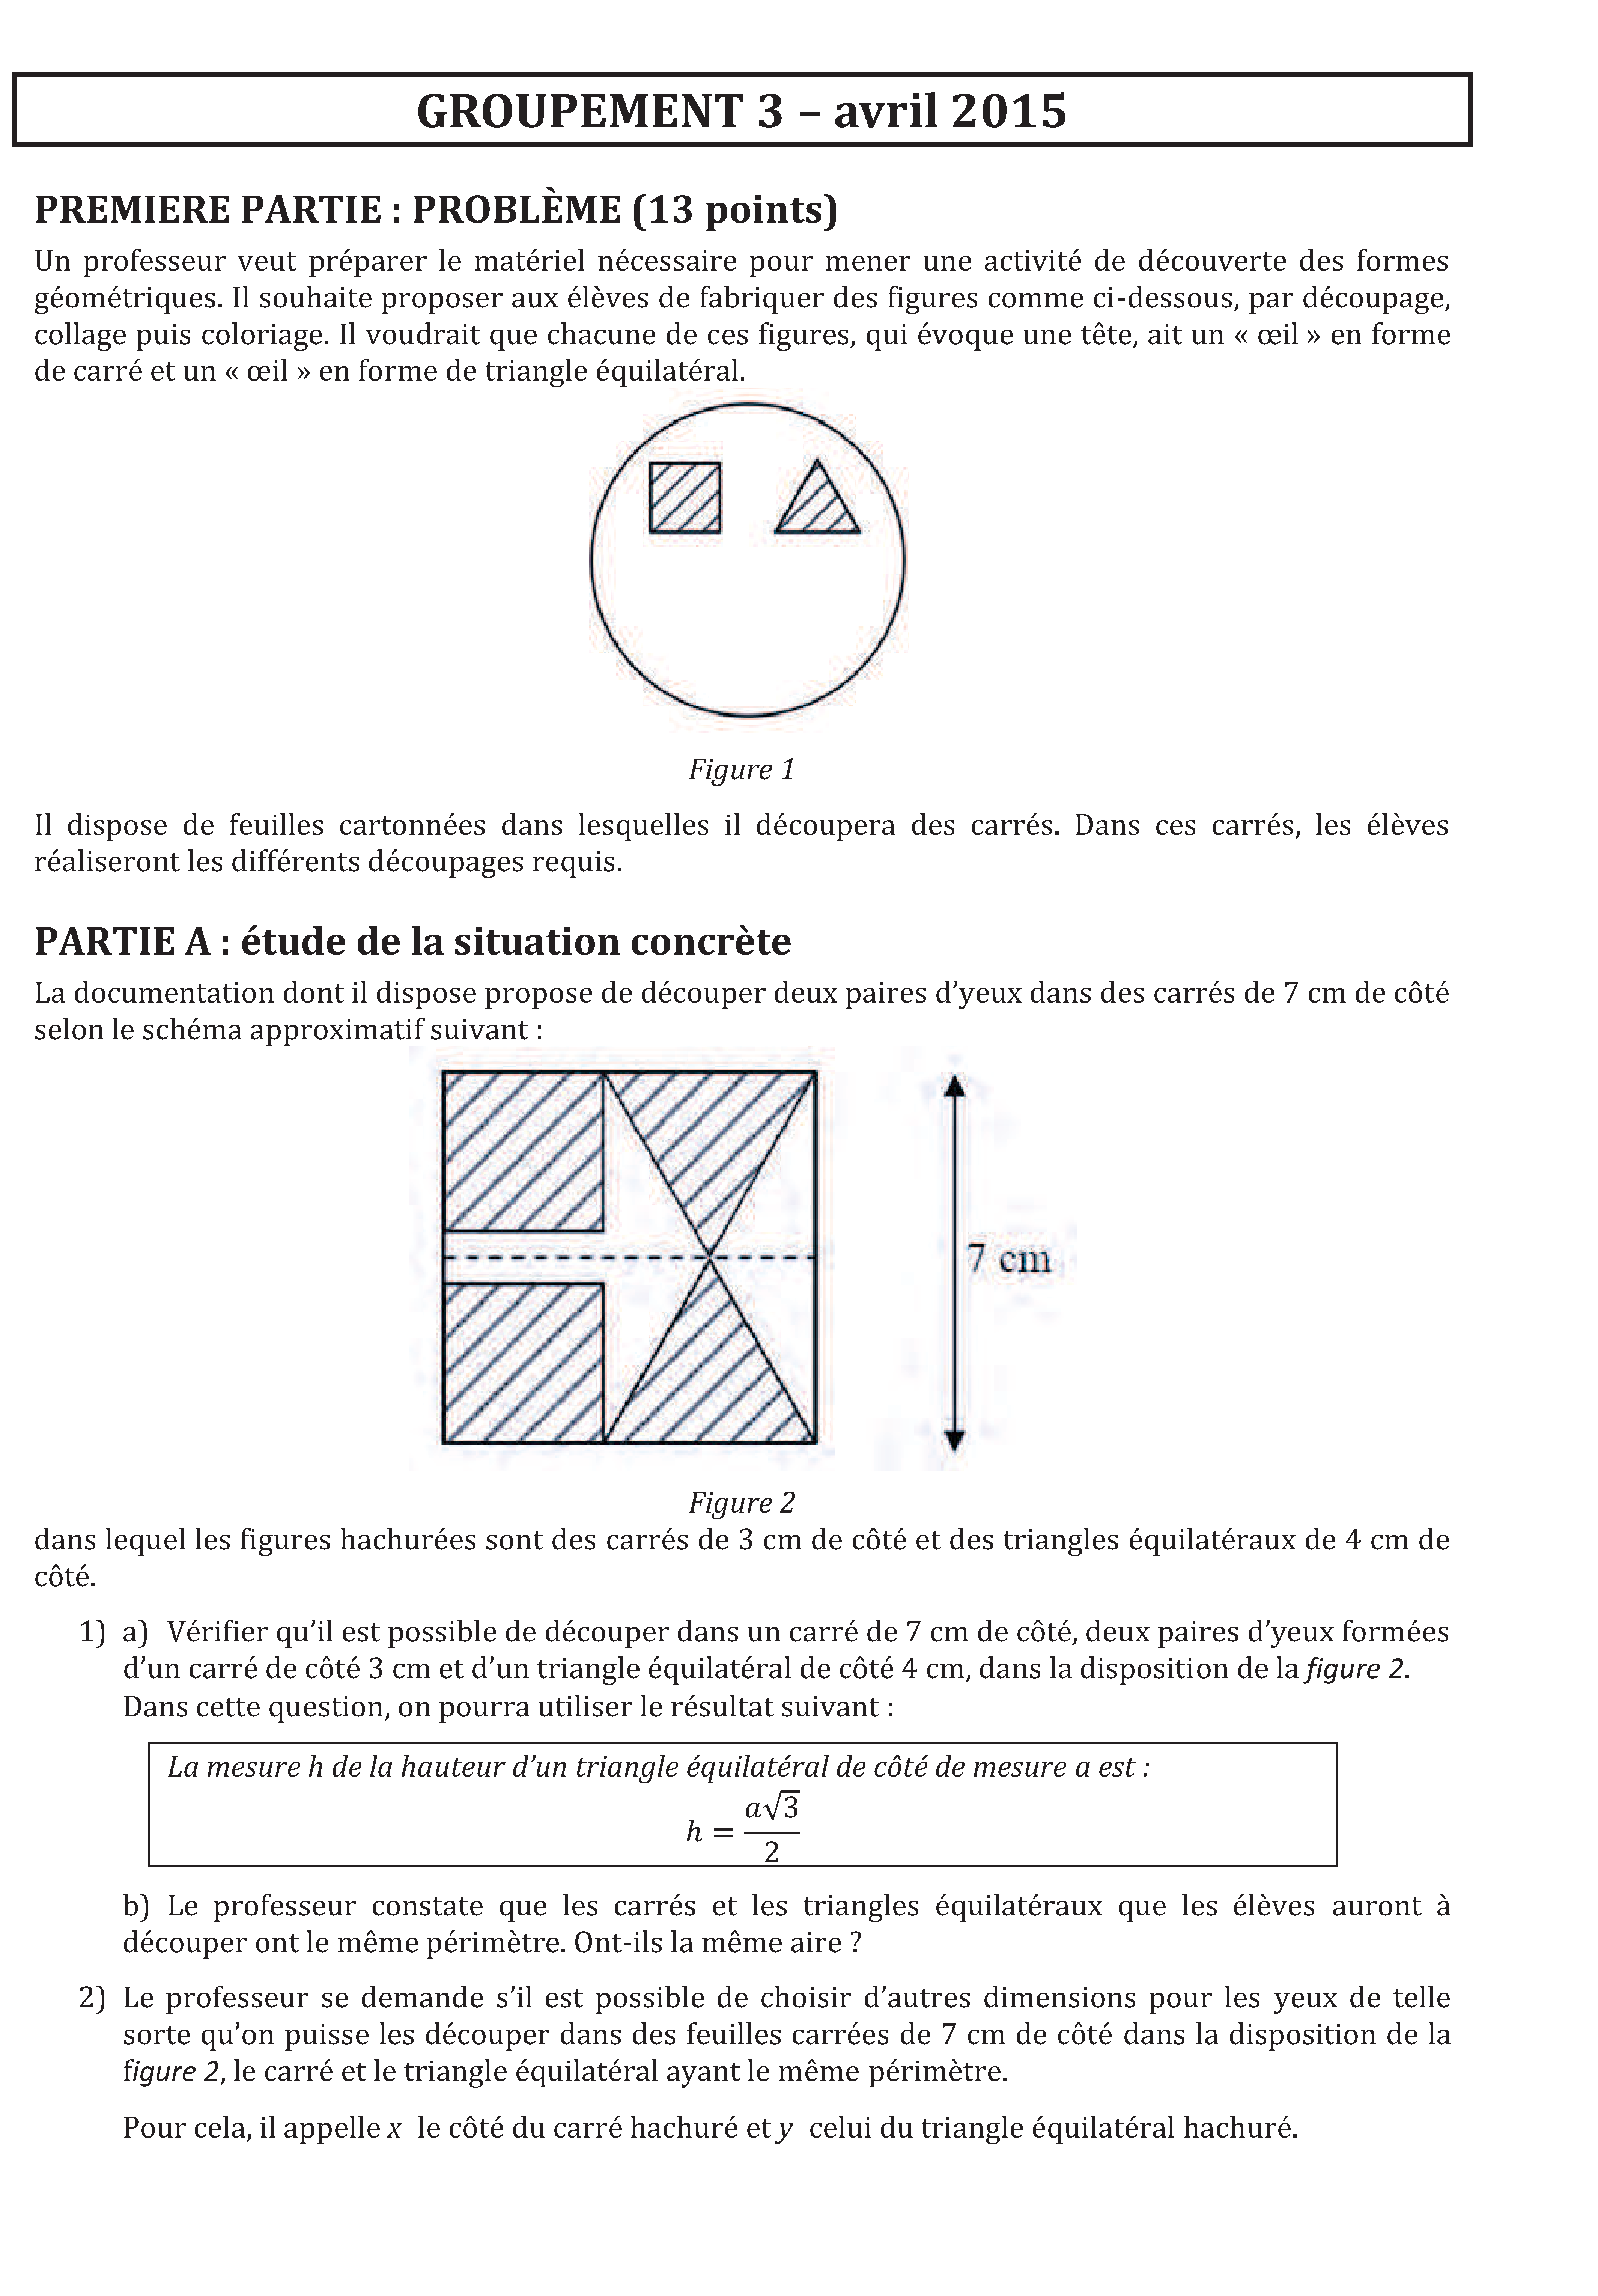 GROUPEMENT 3 – avril 2015
PREMIERE PARTIE : PROBLÈME (13 points)
Un professeur veut préparer le matériel nécessaire pour mener une activité de découverte des formes
géométriques. Il souhaite proposer aux élèves de fabriquer des figures comme ci-dessous, par découpage,
collage puis coloriage. Il voudrait que chacune de ces figures, qui évoque une tête, ait un « œil » en forme
de carré et un « œil » en forme de triangle équilatéral.
Figure 1
Il dispose de feuilles cartonnées dans lesquelles il découpera des carrés. Dans ces carrés, les élèves
réaliseront les différents découpages requis.
PARTIE A : étude de la situation concrète
La documentation dont il dispose propose de découper deux paires d’yeux dans des carrés de 7 cm de côté
selon le schéma approximatif suivant :
7 cm
Figure 2
dans lequel les figures hachurées sont des carrés de 3 cm de côté et des triangles équilatéraux de 4 cm de
côté.
1) a) Vérifier qu’il est possible de découper dans un carré de 7 cm de côté, deux paires d’yeux formées
d’un carré de côté 3 cm et d’un triangle équilatéral de côté 4 cm, dans la disposition de la figure 2.
Dans cette question, on pourra utiliser le résultat suivant :
La mesure h de la hauteur d’un triangle équilatéral de côté de mesure a est :
h = a√3/2
b) Le professeur constate que les carrés et les triangles équilatéraux que les élèves auront à
découper ont le même périmètre. Ont-ils la même aire ?
2) Le professeur se demande s’il est possible de choisir d’autres dimensions pour les yeux de telle
sorte qu’on puisse les découper dans des feuilles carrées de 7 cm de côté dans la disposition de la
figure 2, le carré et le triangle équilatéral ayant le même périmètre.
Pour cela, il appelle x le côté du carré hachuré et y celui du triangle équilatéral hachuré.